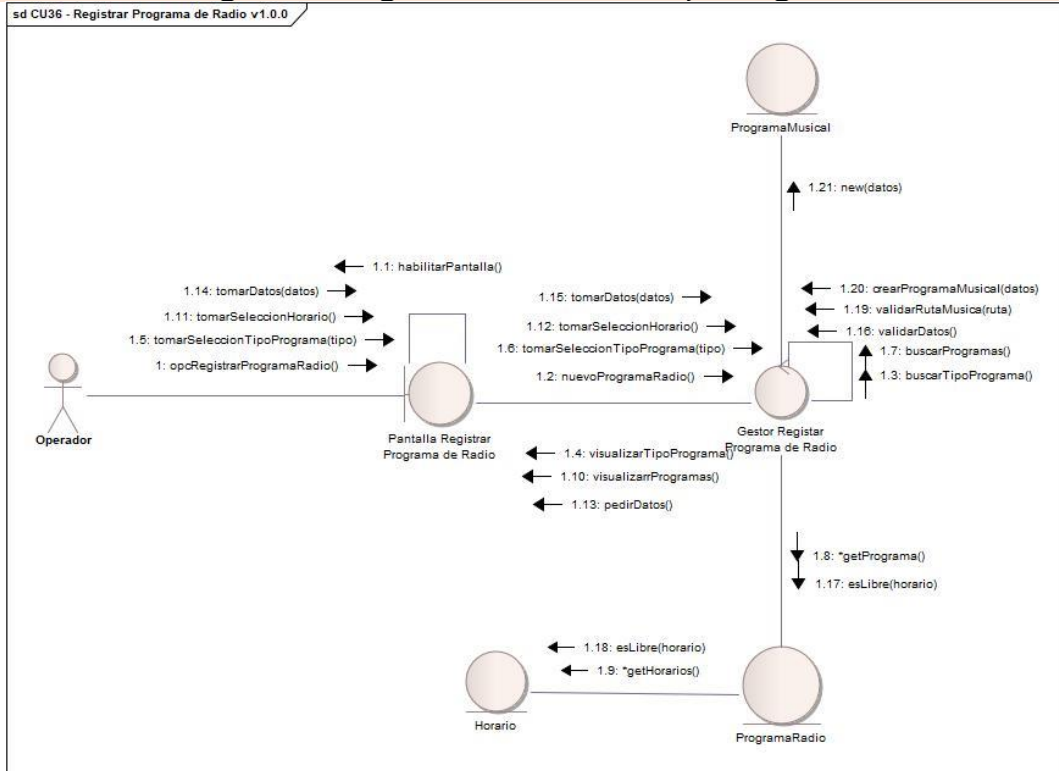 sd CU36 - Registrar Programa de Radio v1.0.0
ProgramaMusical
1.21: new(datos)
1.1: habilitarPantalla()
1.14: tomarDatos(datos)
1.11: tomarSeleccionHorario()
1.5: tomarSeleccionTipoPrograma(tipo)
1: opcRegistrarProgramaRadio()
1.15: tomarDatos(datos)
1.12: tomarSeleccionHorario()
1.6: tomarSeleccionTipoPrograma(tipo)
1.2: nuevoProgramaRadio()
1.20: crearProgramaMusical(datos)
1.19: validarRutaMusica(ruta)
1.16: validarDatos()
1.7: buscarProgramas()
1.3: buscarTipoPrograma()
Operador
Pantalla Registrar
Programa de Radio
Gestor Registar
Programa de Radio
1.4: visualizarTipoPrograma()
1.10: visualizarrProgramas()
1.13: pedirDatos()
1.8: *getPrograma()
1.17: esLibre(horario)
1.18: esLibre(horario)
1.9: *getHorarios()
Horario
ProgramaRadio